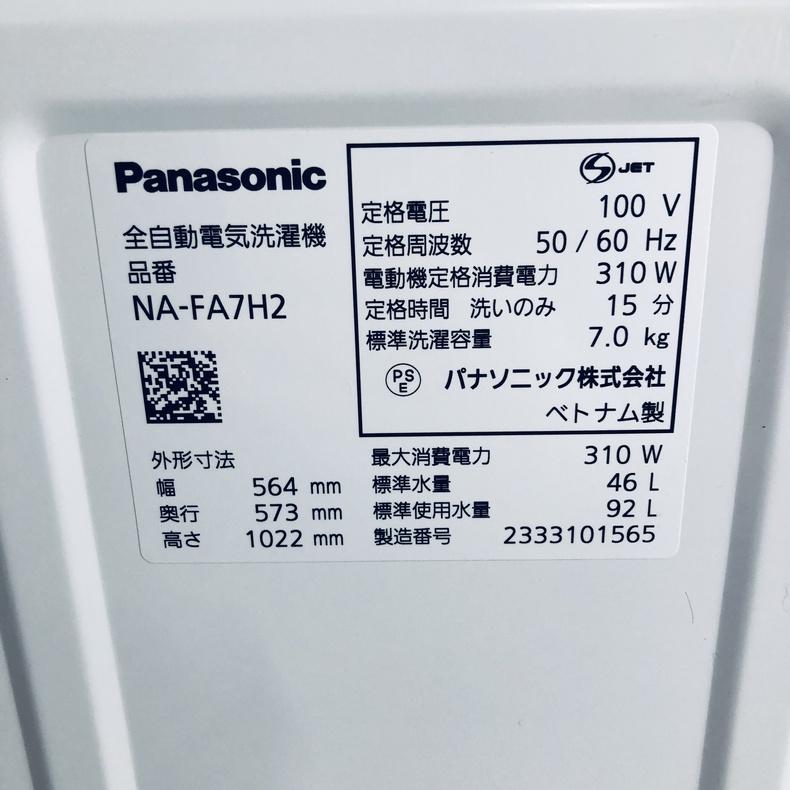 Panasonic
全自動電気洗濯機
品番
NA-FA7H2
JET
定格電圧 100 V
定格周波数 50 / 60 Hz
電動機定格消費電力 310 W
定格時間 洗いのみ 15 分
標準洗濯容量 7.0 kg
PSE パナソニック株式会社
ベトナム製
外形寸法
幅 564 mm
奥行 573 mm
高さ 1022 mm
最大消費電力 310 W
標準水量 46 L
標準使用水量 92 L
製造番号 2333101565